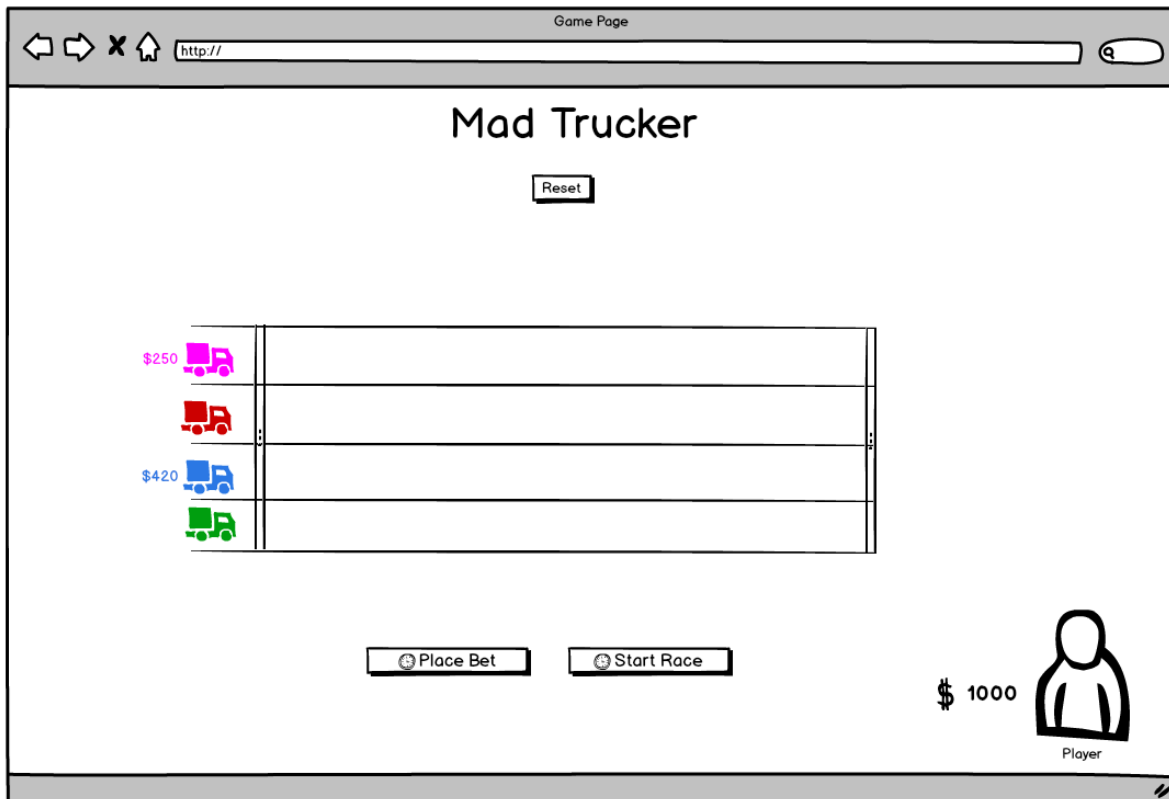 Game Page
http://
Mad Trucker
Reset
$250
$420
Place Bet
Start Race
$ 1000
Player